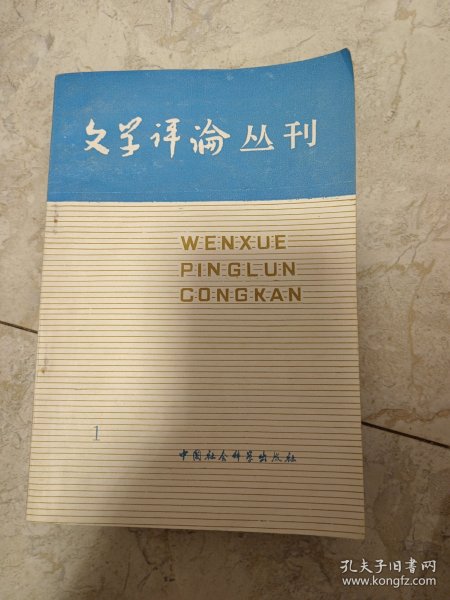 文学评论丛刊
WENXUE
PINGLUN
CONGKAN
1
中国社会科学出版社
孔夫子旧书网
www.kongfz.com